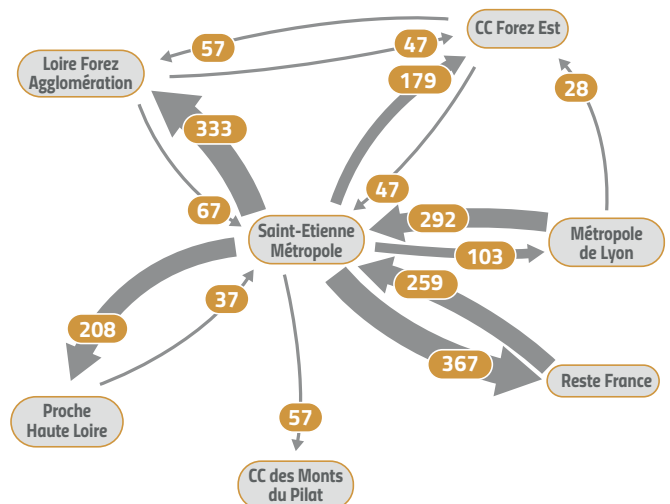 CC Forez Est
57
47
Loire Forez
Agglomération
179
28
333
47
67
292
Saint-Etienne
Métropole
Métropole
de Lyon
103
259
37
208
367
Reste France
Proche
Haute Loire
57
CC des Monts
du Pilat